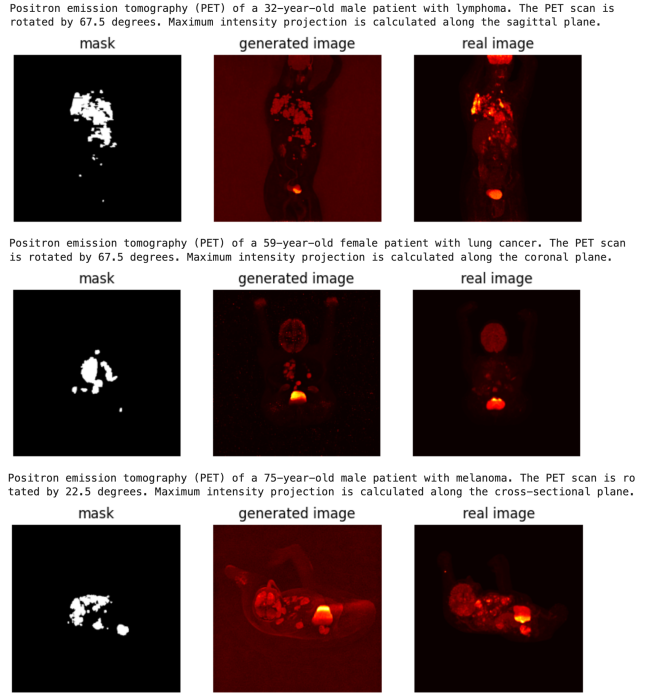 Positron emission tomography (PET) of a 32-year-old male patient with lymphoma. The PET scan is
rotated by 67.5 degrees. Maximum intensity projection is calculated along the sagittal plane.
mask generated image real image
Positron emission tomography (PET) of a 59-year-old female patient with lung cancer. The PET scan
is rotated by 67.5 degrees. Maximum intensity projection is calculated along the coronal plane.
mask generated image real image
Positron emission tomography (PET) of a 75-year-old male patient with melanoma. The PET scan is ro
tated by 22.5 degrees. Maximum intensity projection is calculated along the cross-sectional plane.
mask generated image real image